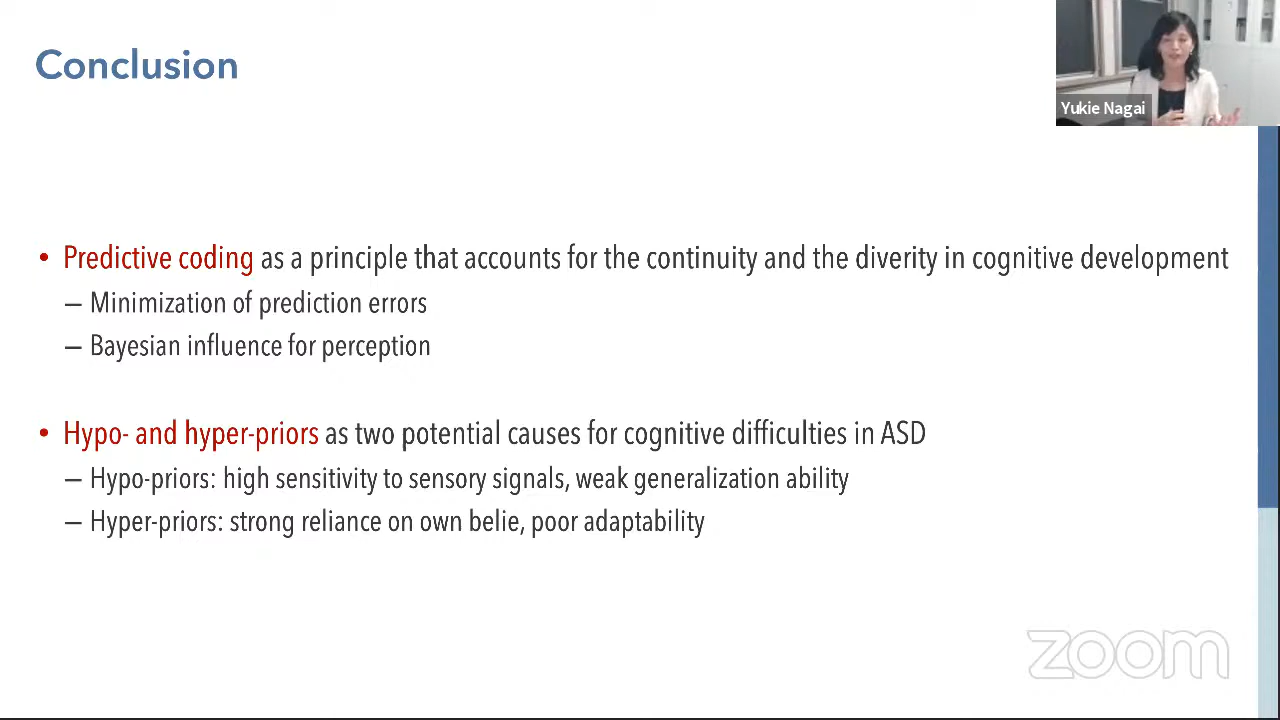 Conclusion
Yukie Nagai
• Predictive coding as a principle that accounts for the continuity and the diverity in cognitive development
– Minimization of prediction errors
– Bayesian influence for perception
• Hypo- and hyper-priors as two potential causes for cognitive difficulties in ASD
– Hypo-priors: high sensitivity to sensory signals, weak generalization ability
– Hyper-priors: strong reliance on own belie, poor adaptability
zoom